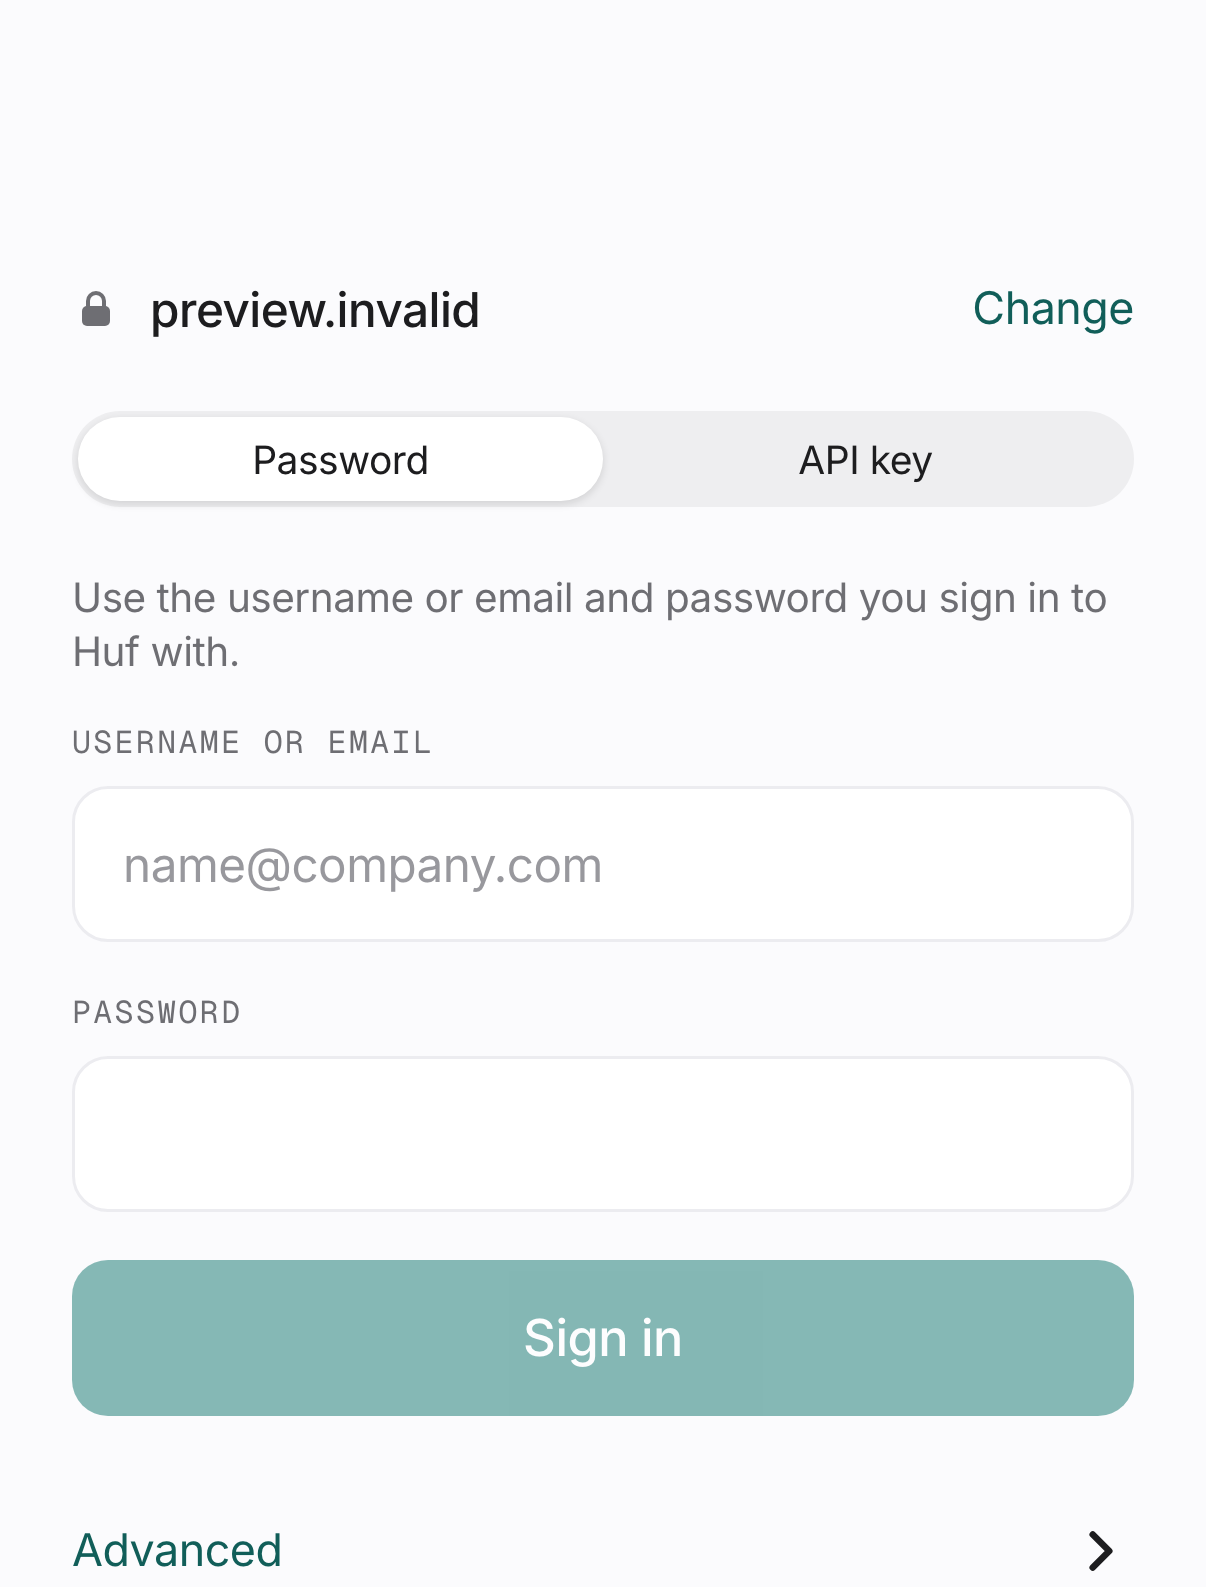 preview.invalid
Change
Password
API key
Use the username or email and password you sign in to
Huf with.
USERNAME OR EMAIL
name@company.com
PASSWORD
Sign in
Advanced